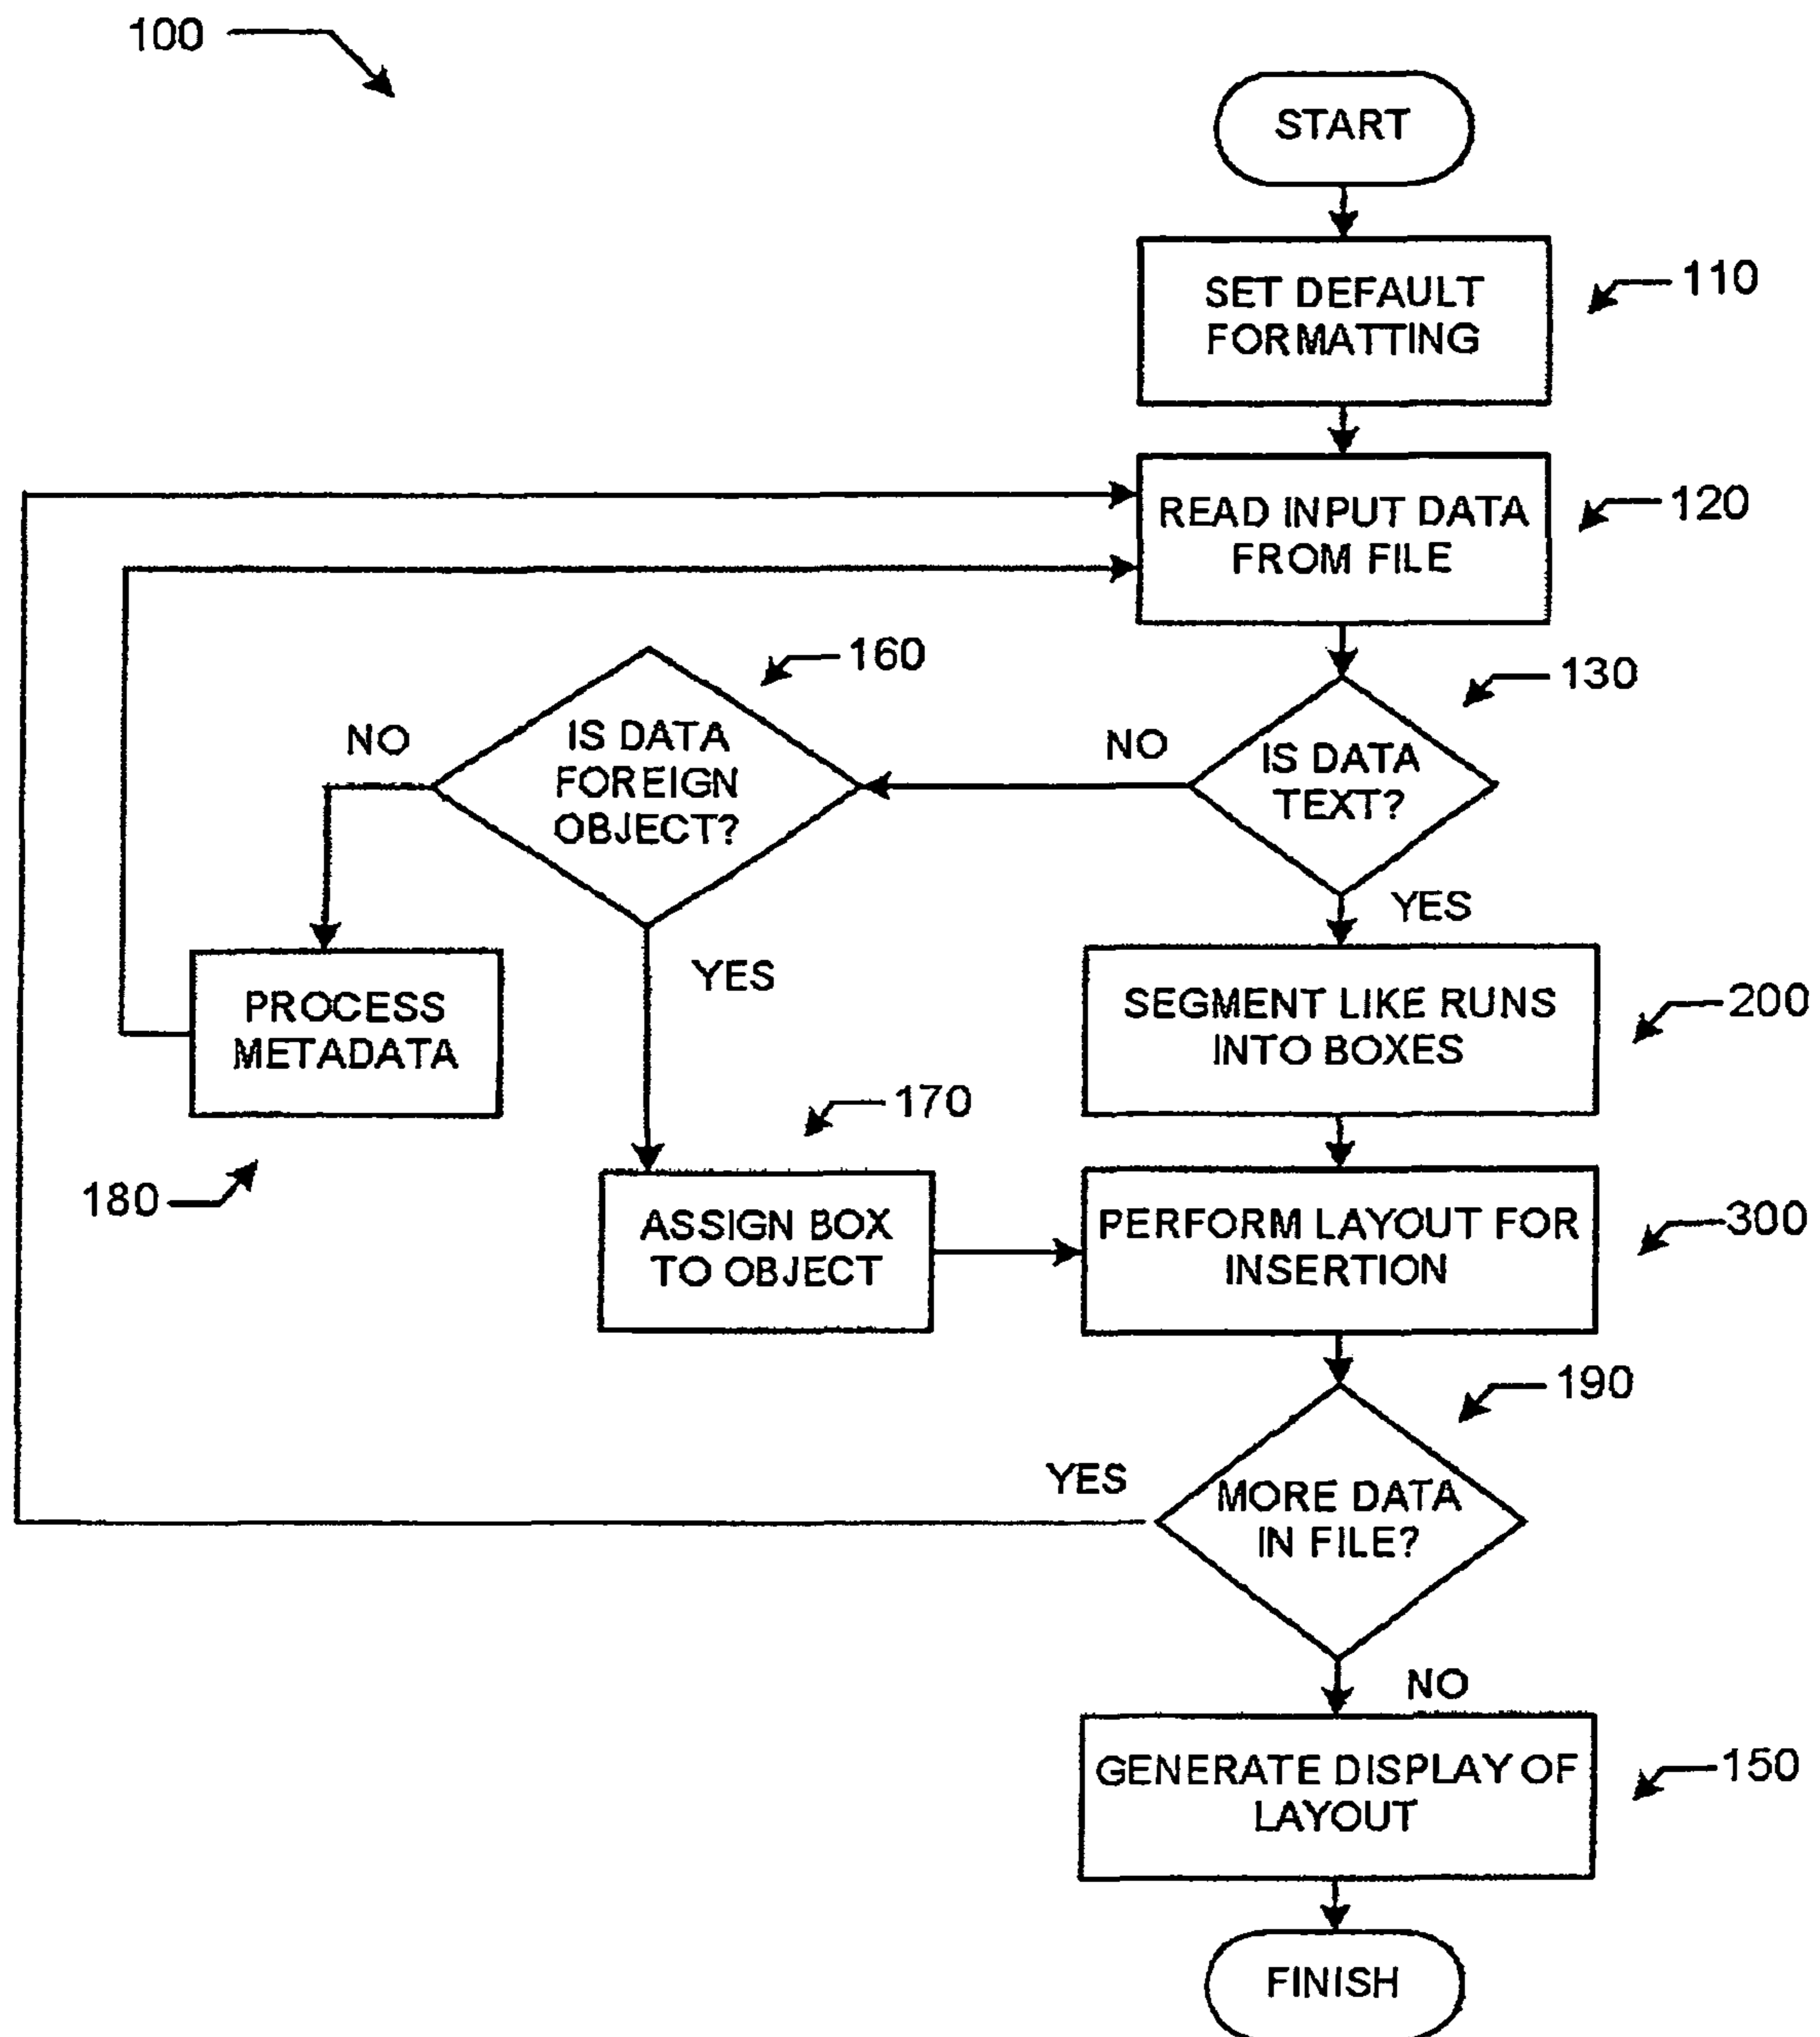 100
START
SET DEFAULT
FORMATTING
110
READ INPUT DATA
FROM FILE
120
160
130
NO
IS DATA
FOREIGN
OBJECT?
NO
IS DATA
TEXT?
YES
YES
PROCESS
METADATA
SEGMENT LIKE RUNS
INTO BOXES
200
170
180
ASSIGN BOX
TO OBJECT
PERFORM LAYOUT FOR
INSERTION
300
190
YES
MORE DATA
IN FILE?
NO
GENERATE DISPLAY OF
LAYOUT
150
FINISH